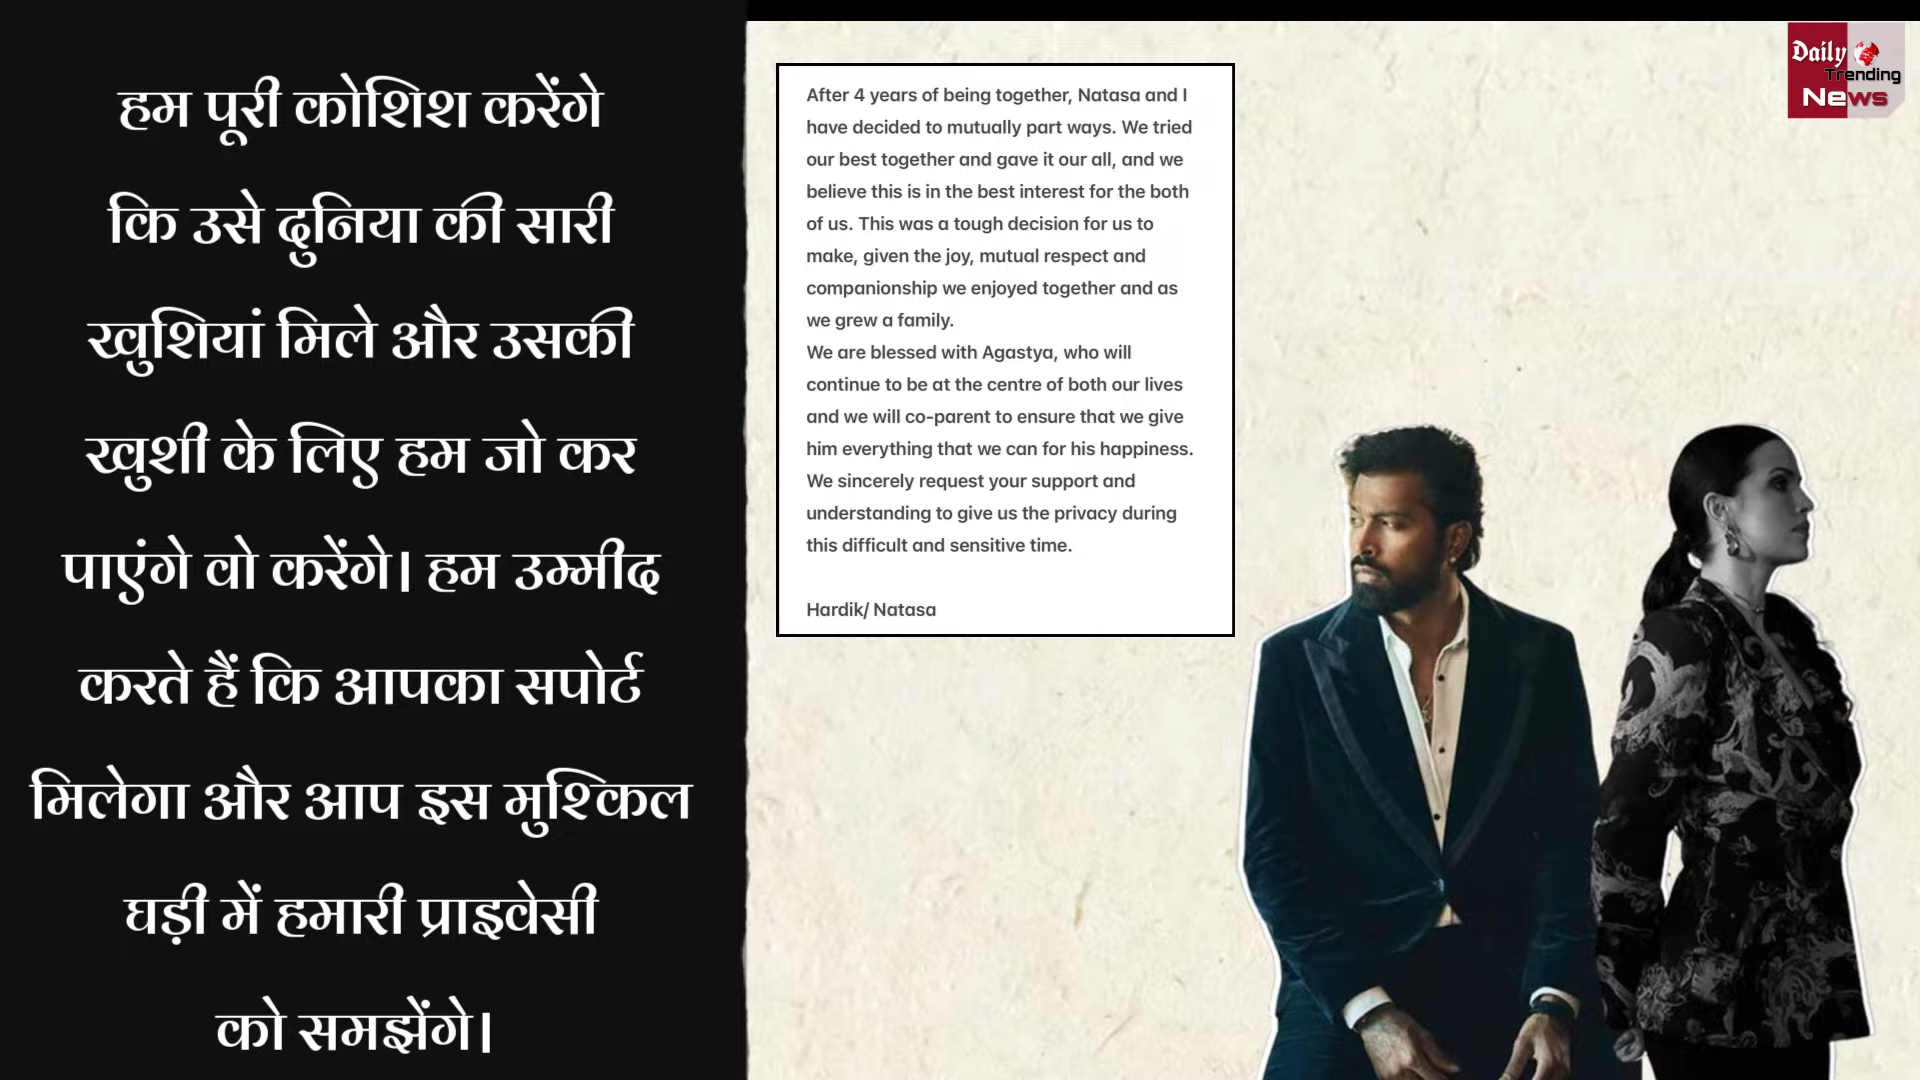 हम पूरी कोशिश करेंगे
कि उसे दुनिया की सारी
खुशियां मिले और उसकी
खुशी के लिए हम जो कर
पाएंगे वो करेंगे। हम उम्मीद
करते हैं कि आपका सपोर्ट
मिलेगा और आप इस मुश्किल
घड़ी में हमारी प्राइवेसी
को समझेंगे।
After 4 years of being together, Natasa and I
have decided to mutually part ways. We tried
our best together and gave it our all, and we
believe this is in the best interest for the both
of us. This was a tough decision for us to
make, given the joy, mutual respect and
companionship we enjoyed together and as
we grew a family.
We are blessed with Agastya, who will
continue to be at the centre of both our lives
and we will co-parent to ensure that we give
him everything that we can for his happiness.
We sincerely request your support and
understanding to give us the privacy during
this difficult and sensitive time.
Hardik/ Natasa
Daily
Trending
News